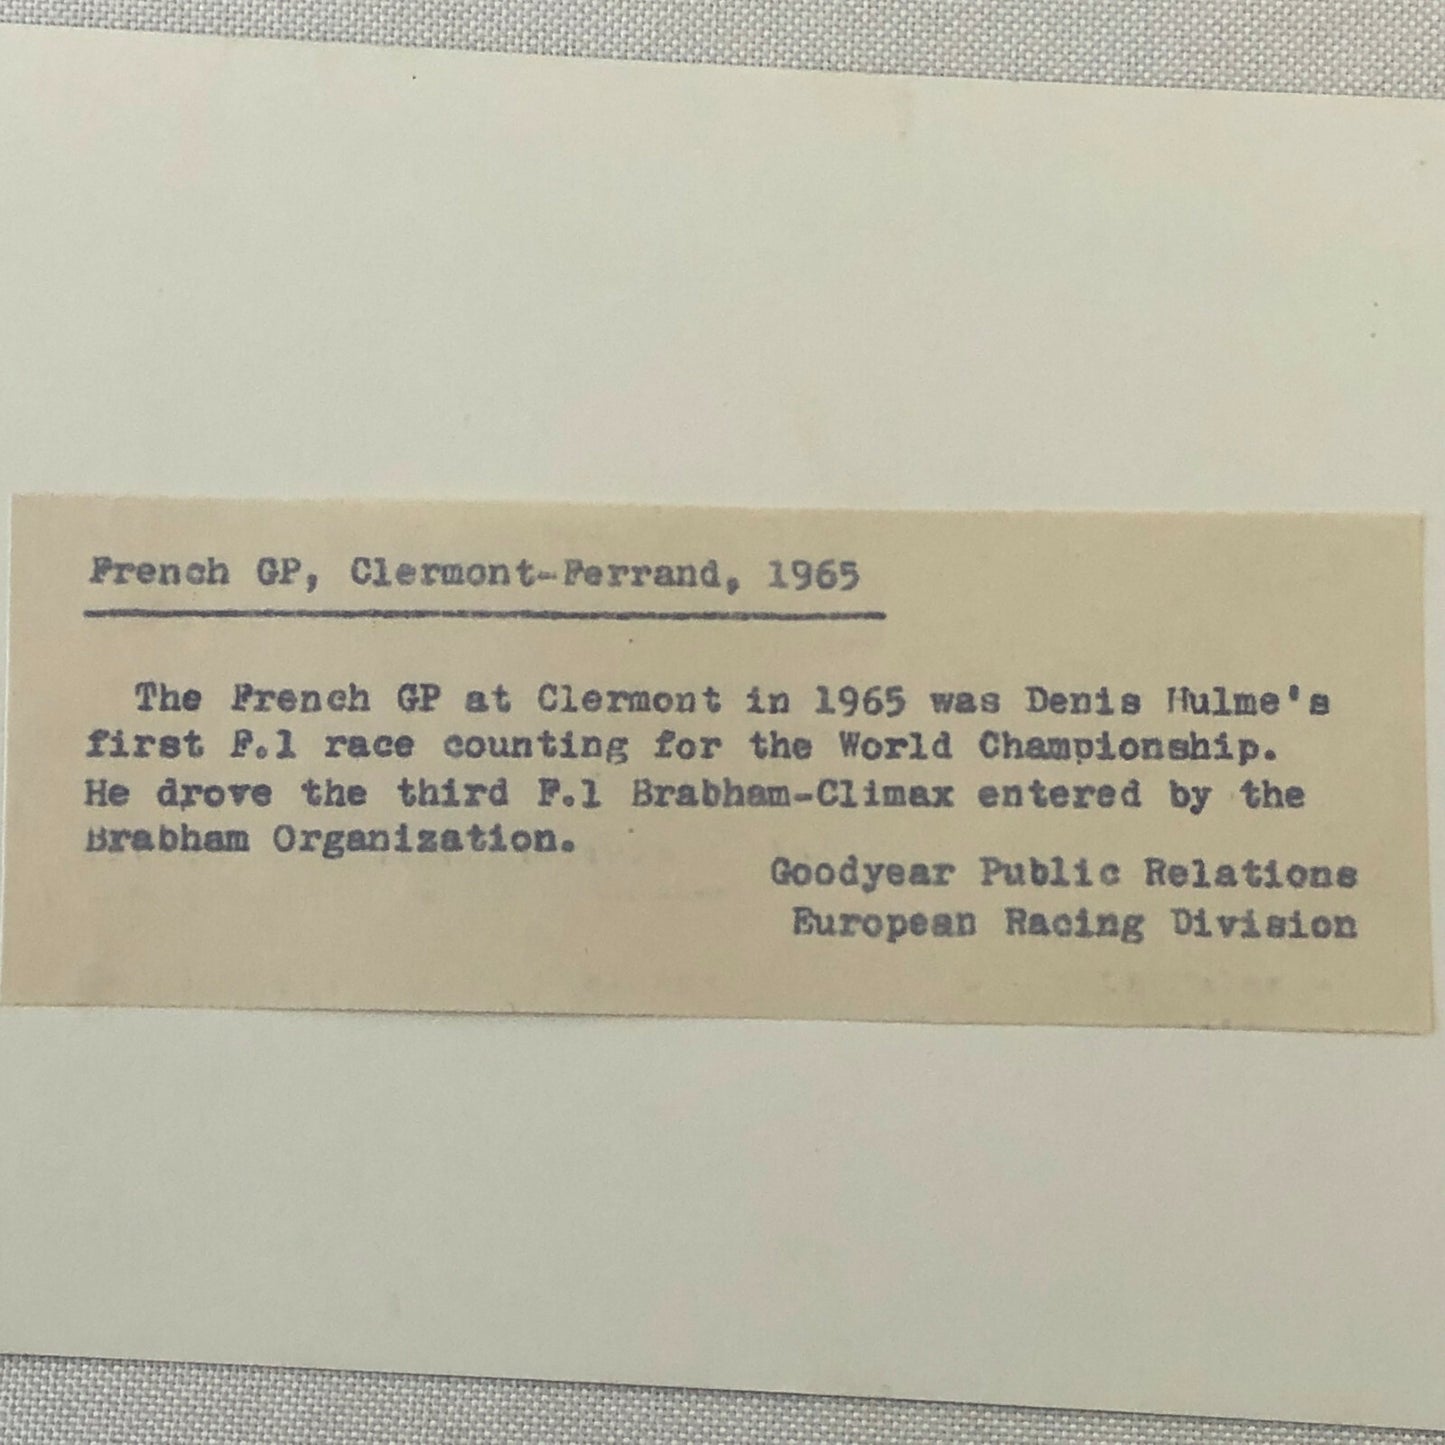 French GP, Clermont-Ferrand, 1965
The French GP at Clermont in 1965 was Denis Hulme's
first F.1 race counting for the World Championship.
He drove the third F.1 Brabham-Climax entered by the
Brabham Organization.
Goodyear Public Relations
European Racing Division